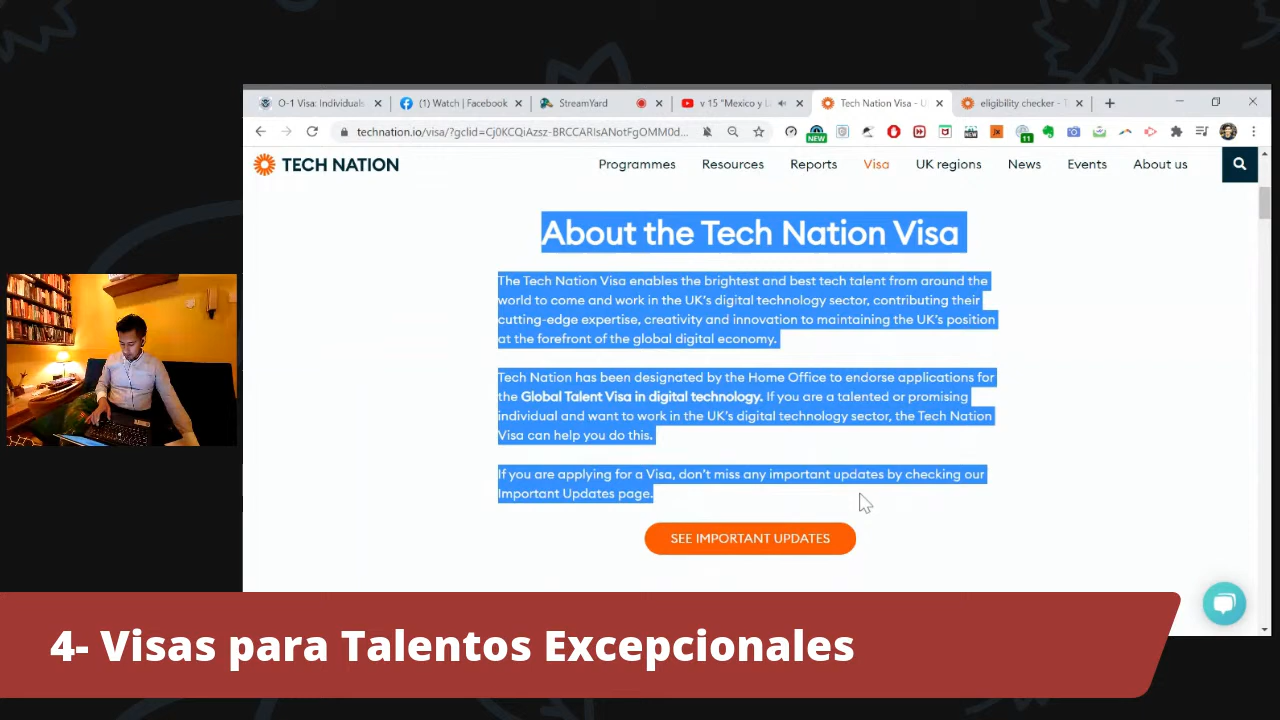 O-1 Visa: Individuals
(1) Watch | Facebook
StreamYard
v 15 "Mexico y L
Tech Nation Visa - U
eligibility checker - T
technation.io/visa/?gclid=Cj0KCQiAzsz-BRCCARIsANotFgOMM0d...
NEW
NEW
11
TECH NATION
Programmes
Resources
Reports
Visa
UK regions
News
Events
About us
About the Tech Nation Visa
The Tech Nation Visa enables the brightest and best tech talent from around the
world to come and work in the UK's digital technology sector, contributing their
cutting-edge expertise, creativity and innovation to maintaining the UK's position
at the forefront of the global digital economy.
Tech Nation has been designated by the Home Office to endorse applications for
the Global Talent Visa in digital technology. If you are a talented or promising
individual and want to work in the UK's digital technology sector, the Tech Nation
Visa can help you do this.
If you are applying for a Visa, don't miss any important updates by checking our
Important Updates page.
SEE IMPORTANT UPDATES
4- Visas para Talentos Excepcionales